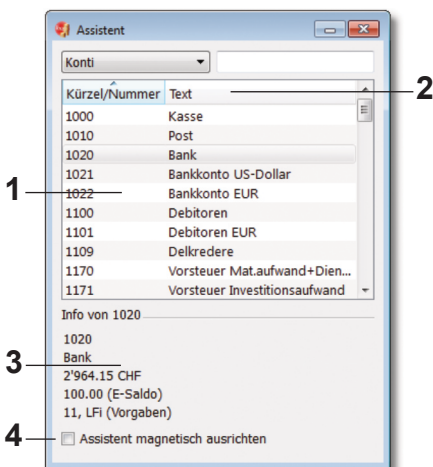 Assistent
Konti
Kürzel/Nummer Text
2
1000 Kasse
1010 Post
1020 Bank
1021 Bankkonto US-Dollar
1
1022 Bankkonto EUR
1100 Debitoren
1101 Debitoren EUR
1109 Delkredere
1170 Vorsteuer Mat.aufwand+Dien...
1171 Vorsteuer Investitionsaufwand
Info von 1020
1020
Bank
3
2'964.15 CHF
100.00 (E-Saldo)
11, LFi (Vorgaben)
4
Assistent magnetisch ausrichten